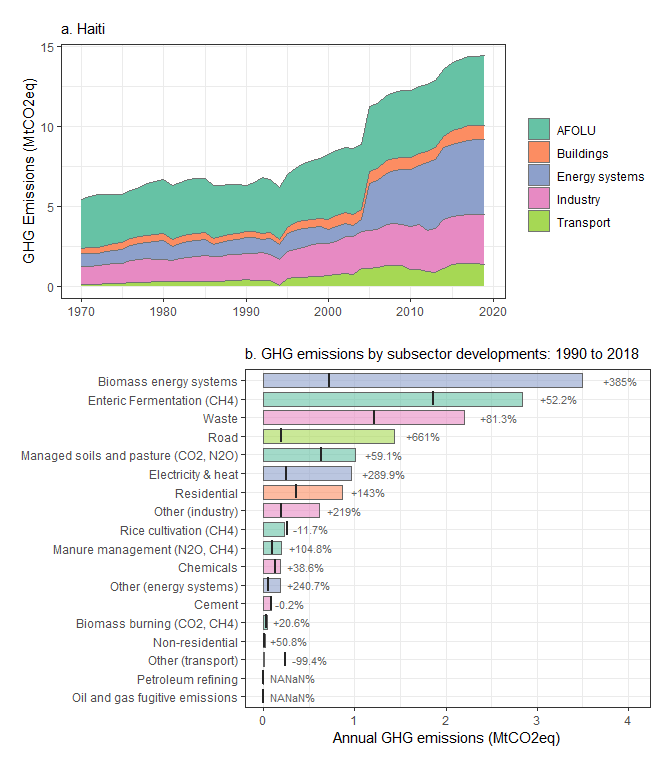 a. Haiti
GHG Emissions (MtCO2eq)
15
10
5
0
1970 1980 1990 2000 2010 2020
AFOLU
Buildings
Energy systems
Industry
Transport
b. GHG emissions by subsector developments: 1990 to 2018
Biomass energy systems +385%
Enteric Fermentation (CH4) +52.2%
Waste +81.3%
Road +661%
Managed soils and pasture (CO2, N2O) +59.1%
Electricity & heat +289.9%
Residential +143%
Other (industry) +219%
Rice cultivation (CH4) -11.7%
Manure management (N2O, CH4) +104.8%
Chemicals +38.6%
Other (energy systems) +240.7%
Cement -0.2%
Biomass burning (CO2, CH4) +20.6%
Non-residential +50.8%
Other (transport) -99.4%
Petroleum refining NANaN%
Oil and gas fugitive emissions NANaN%
0 1 2 3 4
Annual GHG emissions (MtCO2eq)